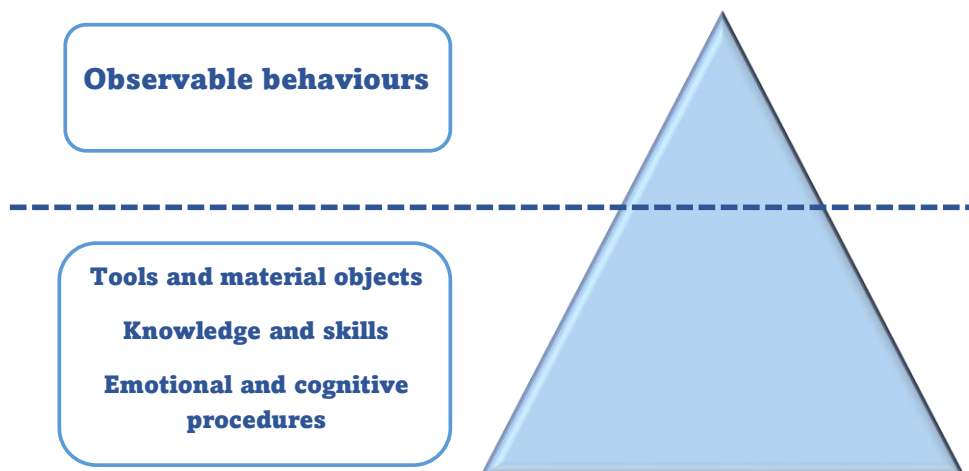 Observable behaviours
Tools and material objects
Knowledge and skills
Emotional and cognitive
procedures